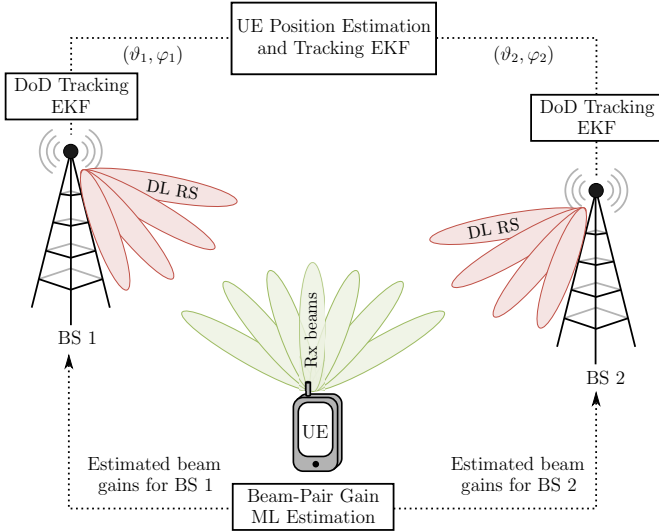 UE Position Estimation
and Tracking EKF
(ϑ₁, φ₁)
(ϑ₂, φ₂)
DoD Tracking
EKF
DoD Tracking
EKF
DL RS
DL RS
Rx beams
BS 1
BS 2
UE
Estimated beam
gains for BS 1
Estimated beam
gains for BS 2
Beam-Pair Gain
ML Estimation